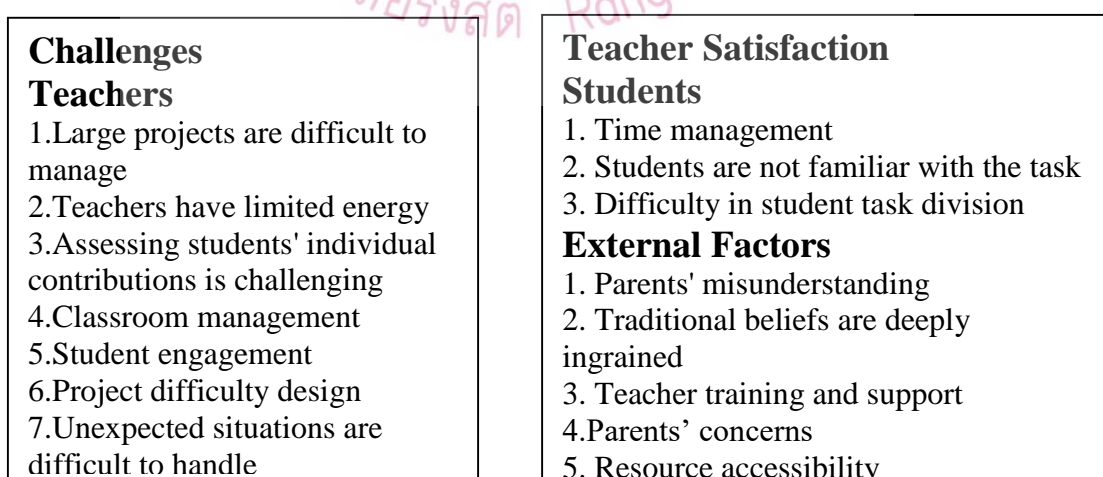 Rang
Challenges
Teachers
1.Large projects are difficult to
manage
2.Teachers have limited energy
3.Assessing students' individual
contributions is challenging
4.Classroom management
5.Student engagement
6.Project difficulty design
7.Unexpected situations are
difficult to handle
Teacher Satisfaction
Students
1. Time management
2. Students are not familiar with the task
3. Difficulty in student task division
External Factors
1. Parents' misunderstanding
2. Traditional beliefs are deeply
ingrained
3. Teacher training and support
4.Parents’ concerns
5. Resource accessibility